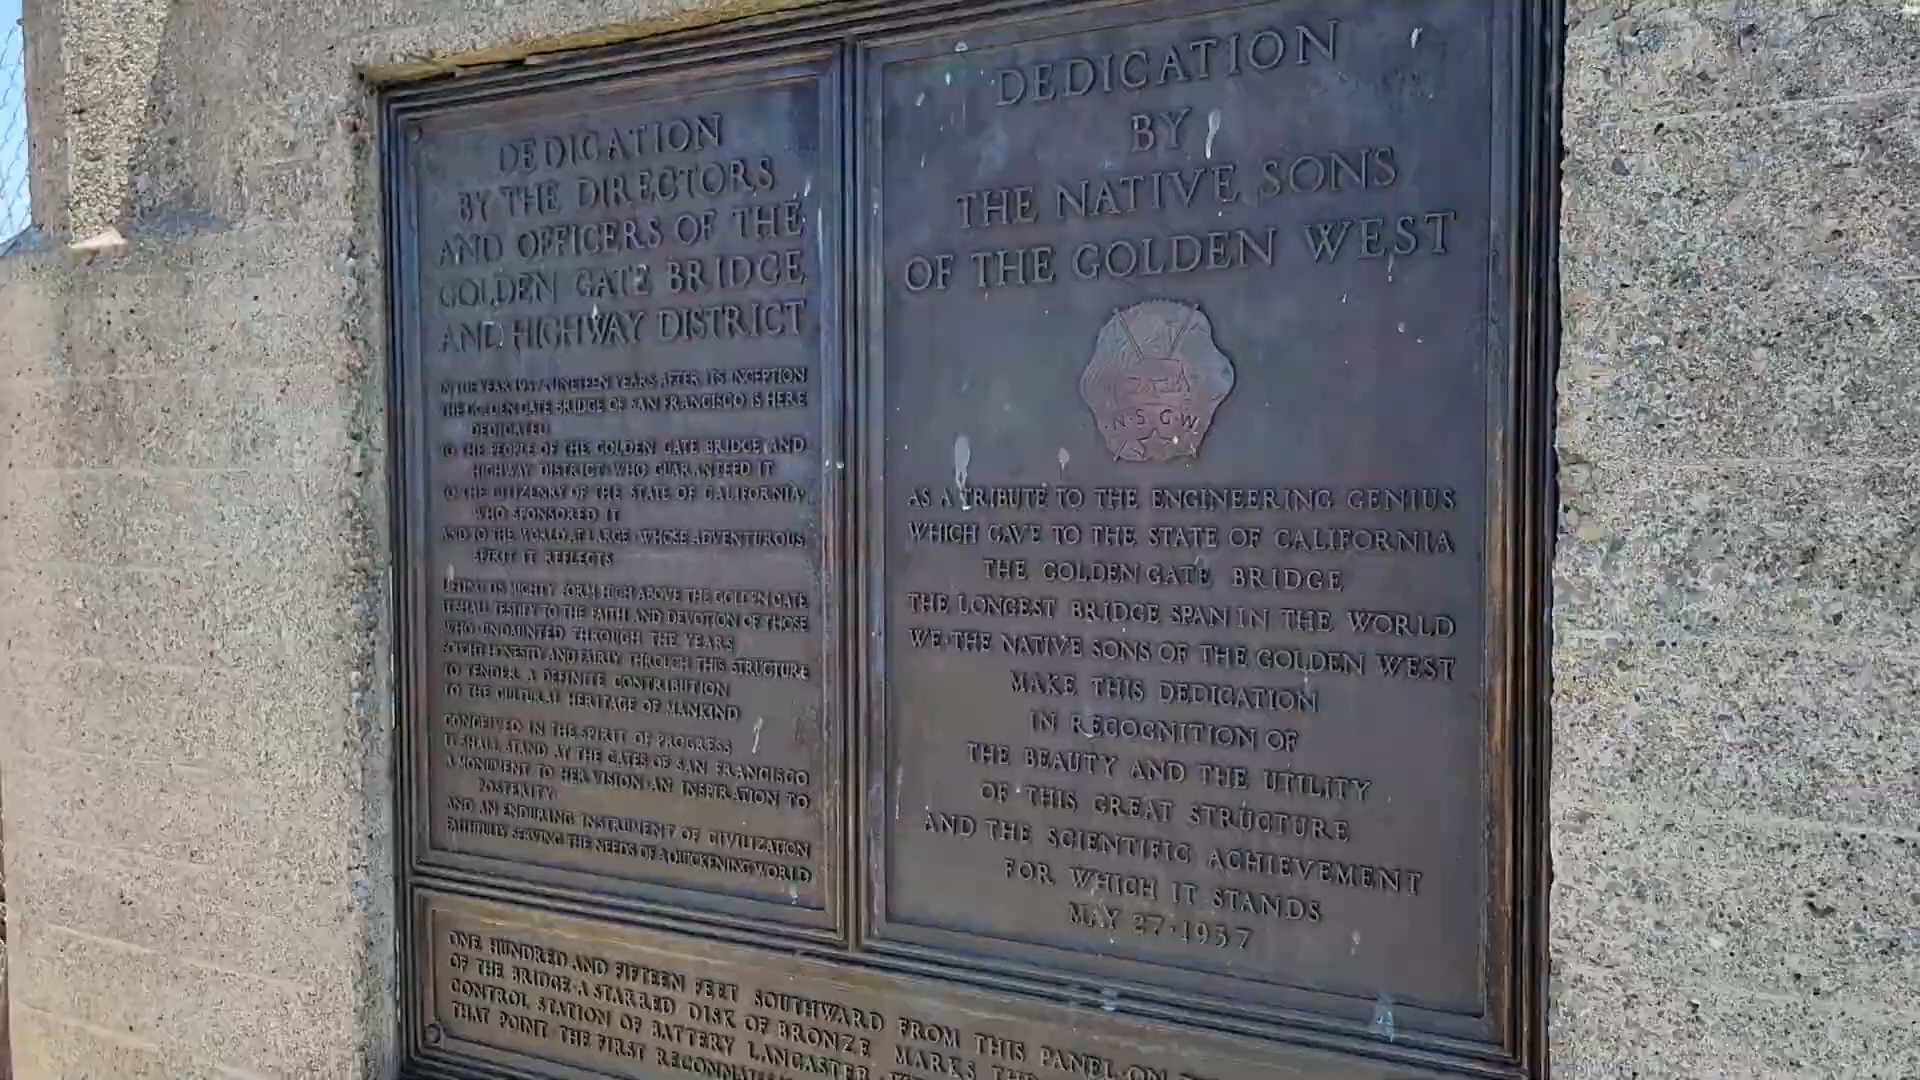 DEDICATION
BY THE DIRECTORS
AND OFFICERS OF THE
GOLDEN GATE BRIDGE
AND HIGHWAY DISTRICT
IN THE YEAR 1937 NINETEEN YEARS AFTER ITS INCEPTION
THE GOLDEN GATE BRIDGE OF SAN FRANCISCO IS HERE
DEDICATED
TO THE PEOPLE OF THE GOLDEN GATE BRIDGE AND
HIGHWAY DISTRICT·WHO GUARANTEED IT
TO THE CITIZENRY OF THE STATE OF CALIFORNIA·
WHO SPONSORED IT
AND TO THE WORLD AT LARGE·WHOSE ADVENTUROUS
SPIRIT IT REFLECTS
LIFTING ITS MIGHTY FORM HIGH ABOVE THE GOLDEN GATE
IT SHALL TESTIFY TO THE FAITH AND DEVOTION OF THOSE
WHO UNDAUNTED THROUGH THE YEARS
SOUGHT HONESTLY AND FAIRLY THROUGH THIS STRUCTURE
TO RENDER A DEFINITE CONTRIBUTION
TO THE CULTURAL HERITAGE OF MANKIND
CONCEIVED IN THE SPIRIT OF PROGRESS
IT SHALL STAND AT THE GATES OF SAN FRANCISCO
A MONUMENT TO HER VISION·AN INSPIRATION TO
POSTERITY·
AND AN ENDURING INSTRUMENT OF CIVILIZATION
FAITHFULLY SERVING THE NEEDS OF A QUICKENING WORLD
DEDICATION
BY
THE NATIVE SONS
OF THE GOLDEN WEST
N·S·G·W
AS A TRIBUTE TO THE ENGINEERING GENIUS
WHICH GAVE TO THE STATE OF CALIFORNIA
THE GOLDEN GATE BRIDGE
THE LONGEST BRIDGE SPAN IN THE WORLD
WE·THE NATIVE SONS OF THE GOLDEN WEST
MAKE THIS DEDICATION
IN RECOGNITION OF
THE BEAUTY AND THE UTILITY
OF THIS GREAT STRUCTURE
AND THE SCIENTIFIC ACHIEVEMENT
FOR WHICH IT STANDS
MAY 27·1937
ONE HUNDRED AND FIFTEEN FEET SOUTHWARD FROM THIS PANEL·ON
OF THE BRIDGE·A STARRED DISK OF BRONZE MARKS THE
CONTROL STATION OF BATTERY LANCASTER
THAT POINT THE FIRST